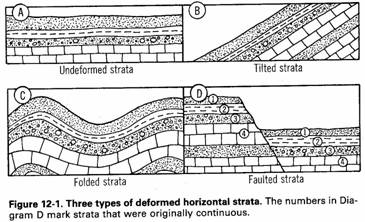 A
B
Undeformed strata
Tilted strata
C
D
1
2
3
4
1
2
3
4
Folded strata
Faulted strata
Figure 12-1. Three types of deformed horizontal strata. The numbers in Dia-
gram D mark strata that were originally continuous.